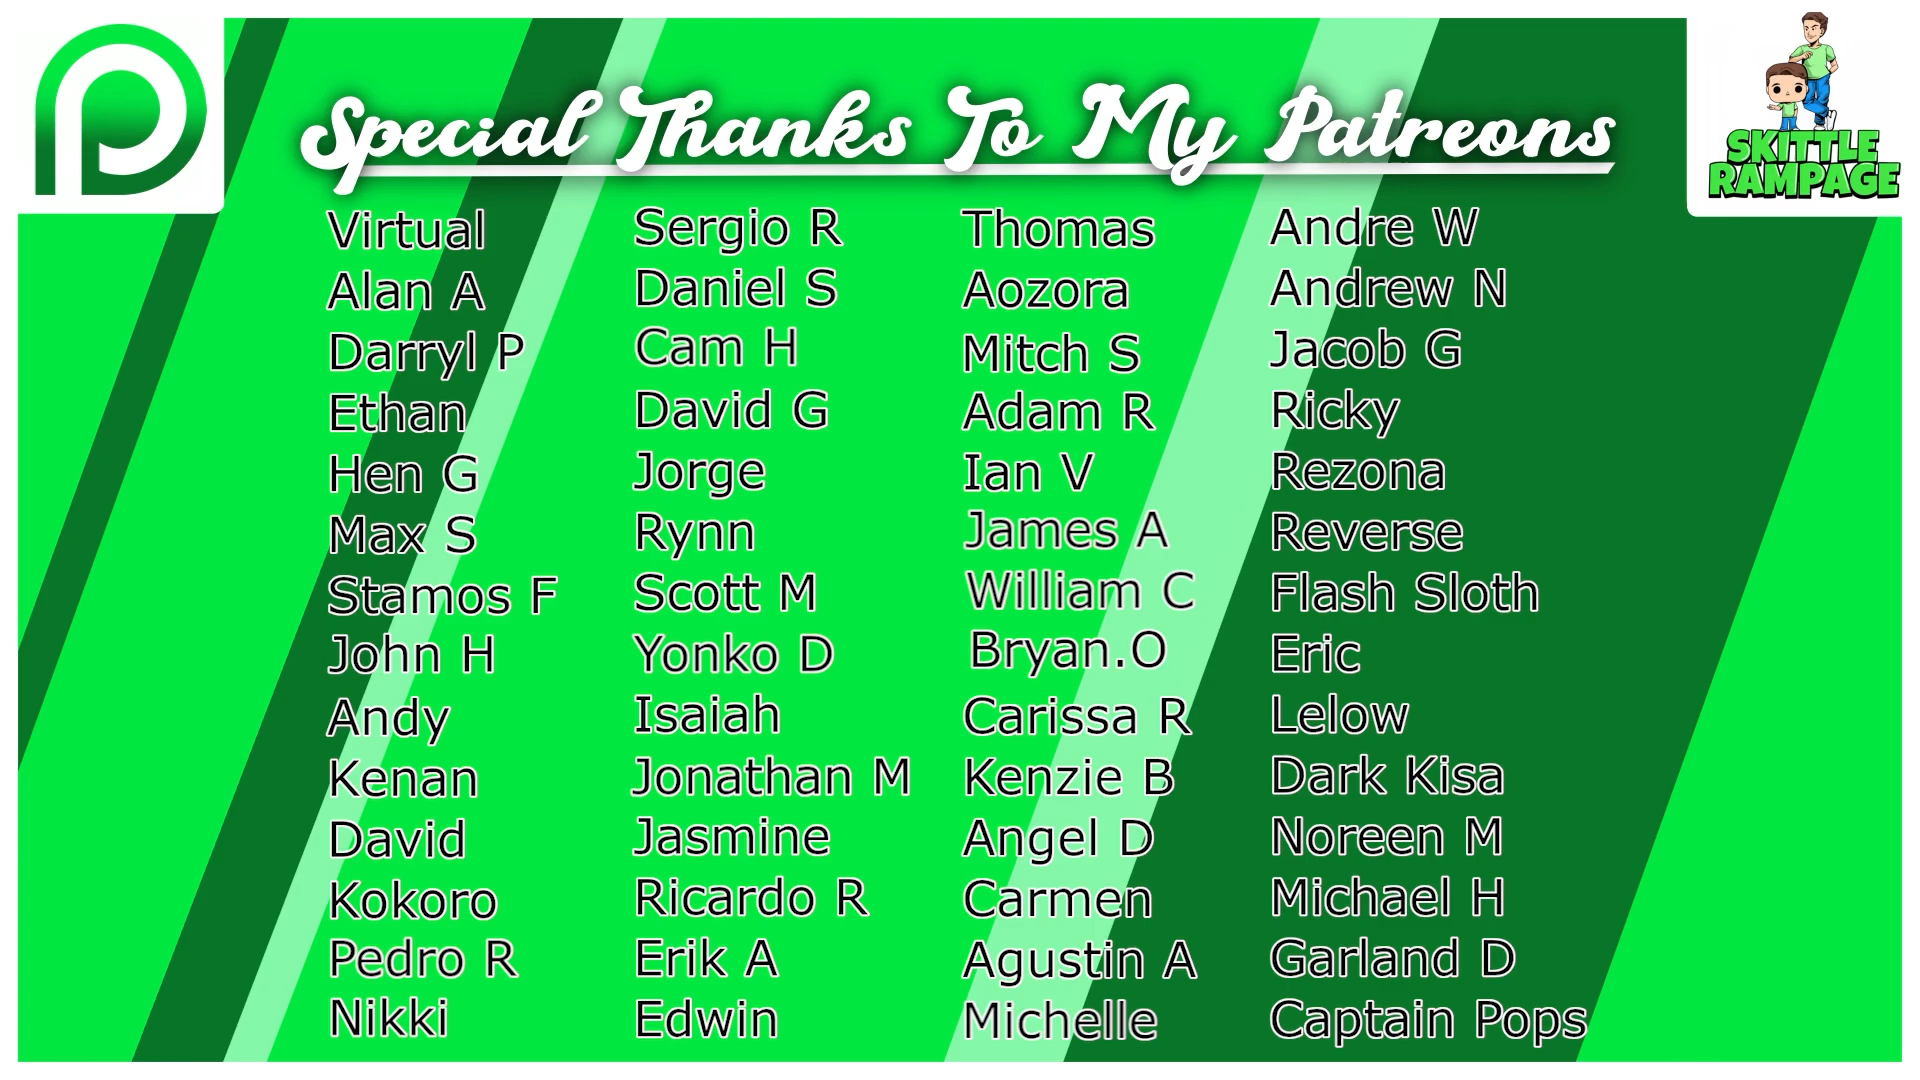 Special Thanks To My Patreons
SKITTLE
RAMPAGE
Virtual
Alan A
Darryl P
Ethan
Hen G
Max S
Stamos F
John H
Andy
Kenan
David
Kokoro
Pedro R
Nikki
Sergio R
Daniel S
Cam H
David G
Jorge
Rynn
Scott M
Yonko D
Isaiah
Jonathan M
Jasmine
Ricardo R
Erik A
Edwin
Thomas
Aozora
Mitch S
Adam R
Ian V
James A
William C
Bryan.O
Carissa R
Kenzie B
Angel D
Carmen
Agustin A
Michelle
Andre W
Andrew N
Jacob G
Ricky
Rezona
Reverse
Flash Sloth
Eric
Lelow
Dark Kisa
Noreen M
Michael H
Garland D
Captain Pops